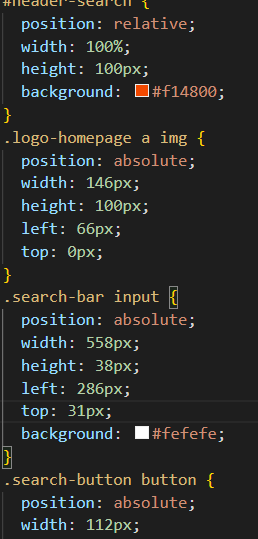 #header-search {
position: relative;
width: 100%;
height: 100px;
background: #f14800;
}
.logo-homepage a img {
position: absolute;
width: 146px;
height: 100px;
left: 66px;
top: 0px;
}
.search-bar input {
position: absolute;
width: 558px;
height: 38px;
left: 286px;
top: 31px;
background: #fefefe;
}
.search-button button {
position: absolute;
width: 112px;